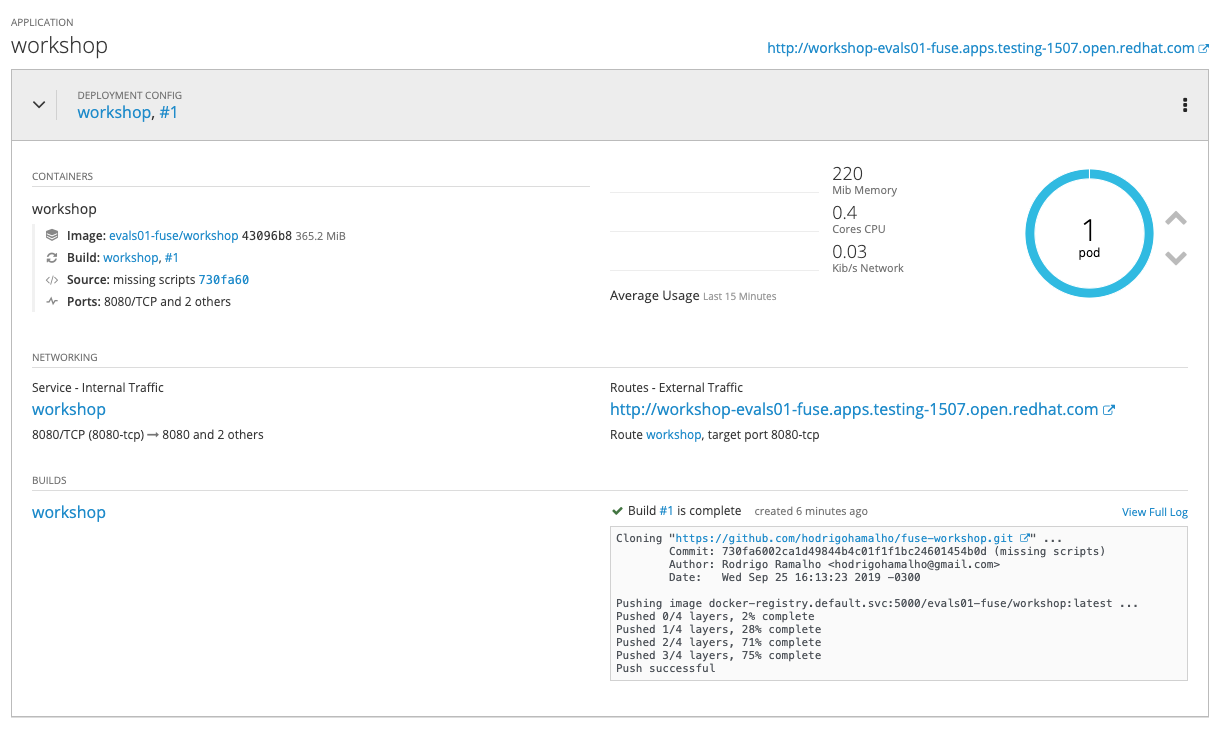 APPLICATION
workshop
http://workshop-evals01-fuse.apps.testing-1507.open.redhat.com
DEPLOYMENT CONFIG
workshop, #1
CONTAINERS
workshop
Image: evals01-fuse/workshop 43096b8 365.2 MiB
Build: workshop, #1
Source: missing scripts 730fa60
Ports: 8080/TCP and 2 others
220
Mib Memory
0.4
Cores CPU
0.03
Kib/s Network
Average Usage Last 15 Minutes
1
pod
NETWORKING
Service - Internal Traffic
workshop
8080/TCP (8080-tcp) → 8080 and 2 others
Routes - External Traffic
http://workshop-evals01-fuse.apps.testing-1507.open.redhat.com
Route workshop, target port 8080-tcp
BUILDS
workshop
Build #1 is complete created 6 minutes ago
View Full Log
Cloning "https://github.com/hodrigohamalho/fuse-workshop.git" ...
Commit: 730fa6002ca1d49844b4c01f1f1bc24601454b0d (missing scripts)
Author: Rodrigo Ramalho <hodrigohamalho@gmail.com>
Date: Wed Sep 25 16:13:23 2019 -0300
Pushing image docker-registry.default.svc:5000/evals01-fuse/workshop:latest ...
Pushed 0/4 layers, 2% complete
Pushed 1/4 layers, 28% complete
Pushed 2/4 layers, 71% complete
Pushed 3/4 layers, 75% complete
Push successful